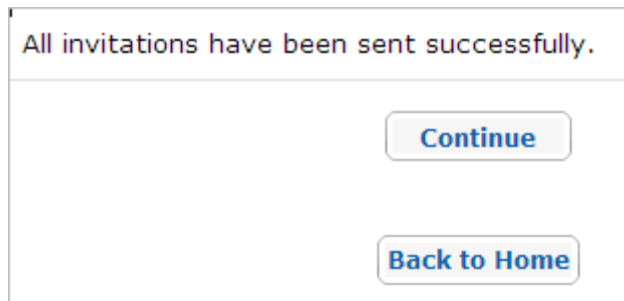 All invitations have been sent successfully.
Continue
Back to Home